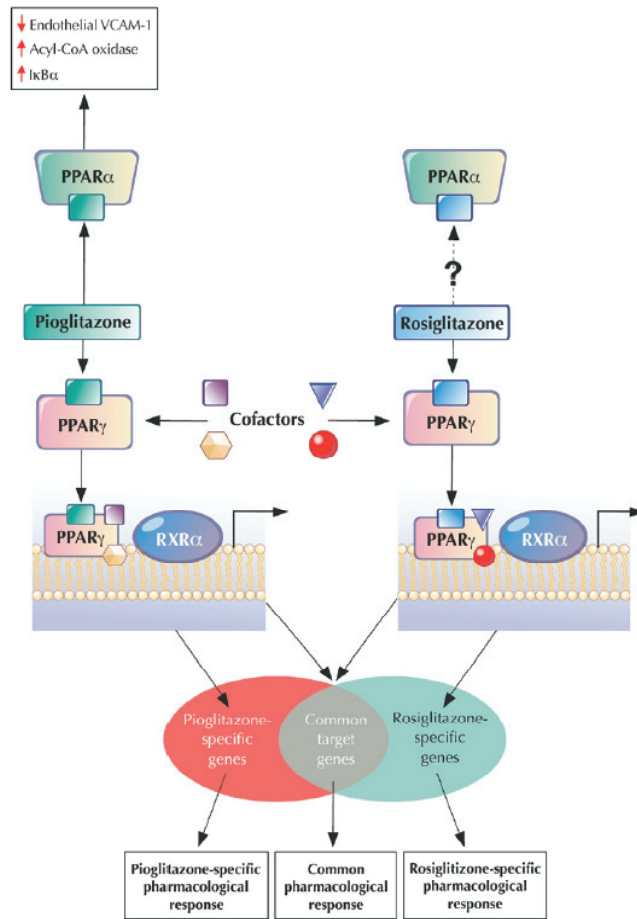 ↓ Endothelial VCAM-1
↑ Acyl-CoA oxidase
↑ IκBα
PPARα
PPARα
?
Pioglitazone
Rosiglitazone
PPARγ
Cofactors
PPARγ
PPARγ
RXRα
PPARγ
RXRα
Pioglitazone-
specific
genes
Common
target
genes
Rosiglitazone-
specific
genes
Pioglitazone-specific
pharmacological
response
Common
pharmacological
response
Rosiglitizone-specific
pharmacological
response